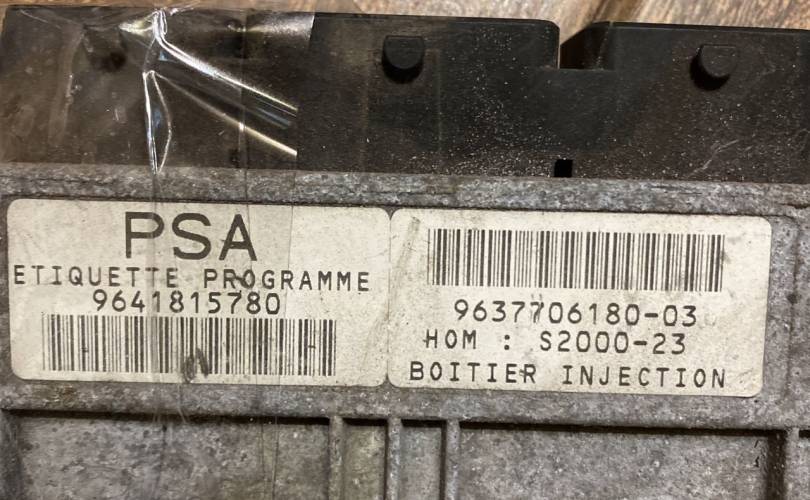 PSA
ETIQUETTE PROGRAMME
9641815780
9637706180-03
HOM : S2000-23
BOITIER INJECTION